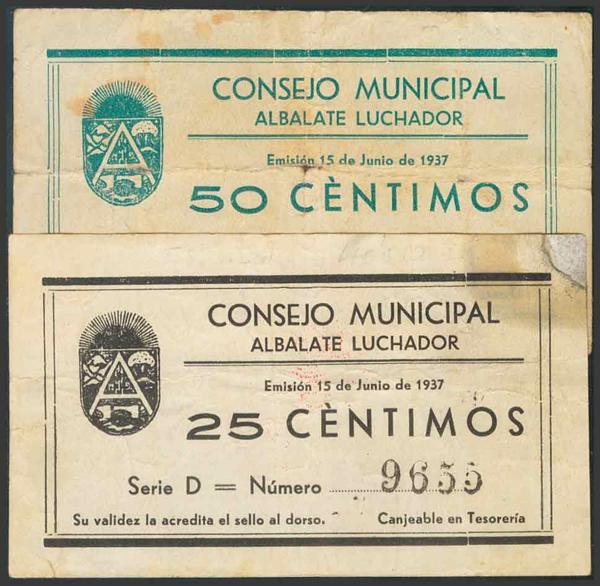 CONSEJO MUNICIPAL
ALBALATE LUCHADOR
Emisión 15 de Junio de 1937
50 CÈNTIMOS
CONSEJO MUNICIPAL
ALBALATE LUCHADOR
Emisión 15 de Junio de 1937
25 CÈNTIMOS
Serie D = Número 9655
Su validez la acredita el sello al dorso. Canjeable en Tesorería